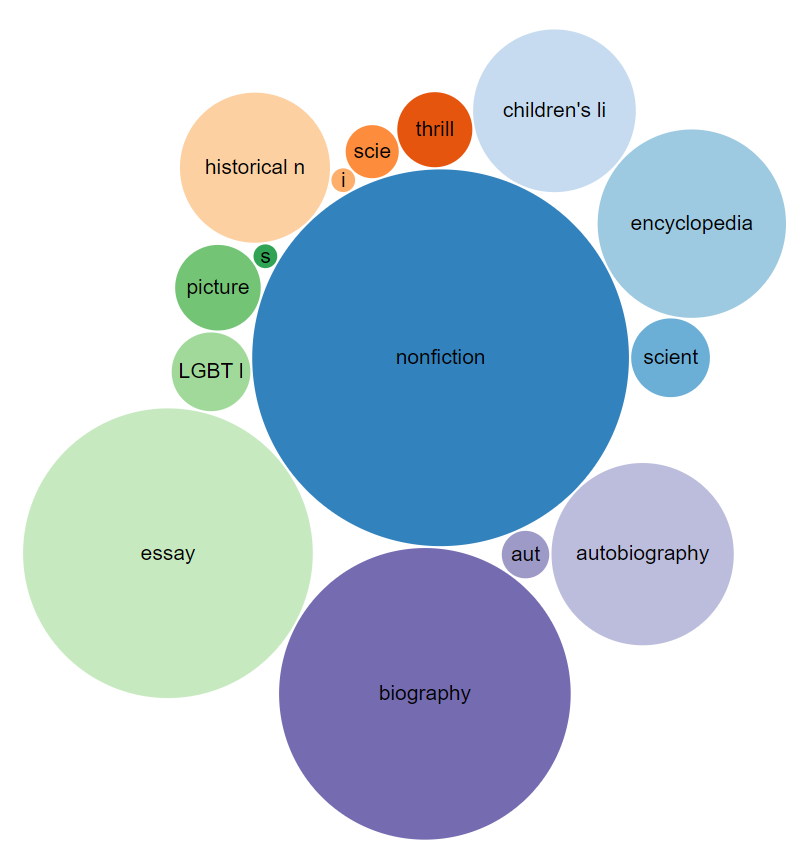 children's li
thrill
scie
historical n
i
encyclopedia
s
picture
nonfiction
scient
LGBT l
essay
aut
autobiography
biography